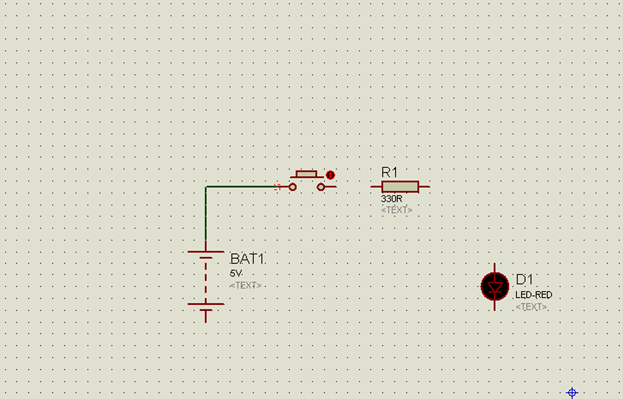 R1
330R
<TEXT>
BAT1
5V
<TEXT>
D1
LED-RED
<TEXT>